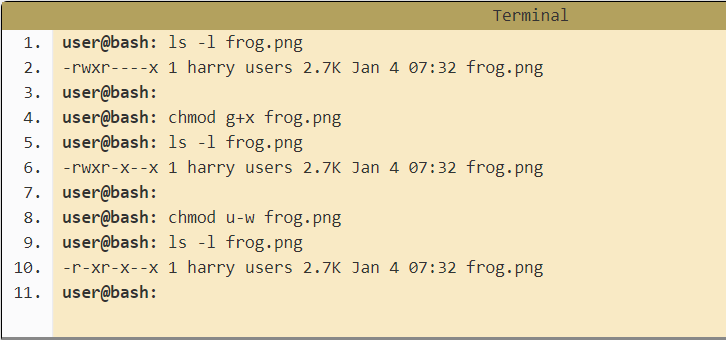 Terminal
1. user@bash: ls -l frog.png
2. -rwxr----x 1 harry users 2.7K Jan 4 07:32 frog.png
3. user@bash:
4. user@bash: chmod g+x frog.png
5. user@bash: ls -l frog.png
6. -rwxr-x--x 1 harry users 2.7K Jan 4 07:32 frog.png
7. user@bash:
8. user@bash: chmod u-w frog.png
9. user@bash: ls -l frog.png
10. -r-xr-x--x 1 harry users 2.7K Jan 4 07:32 frog.png
11. user@bash: